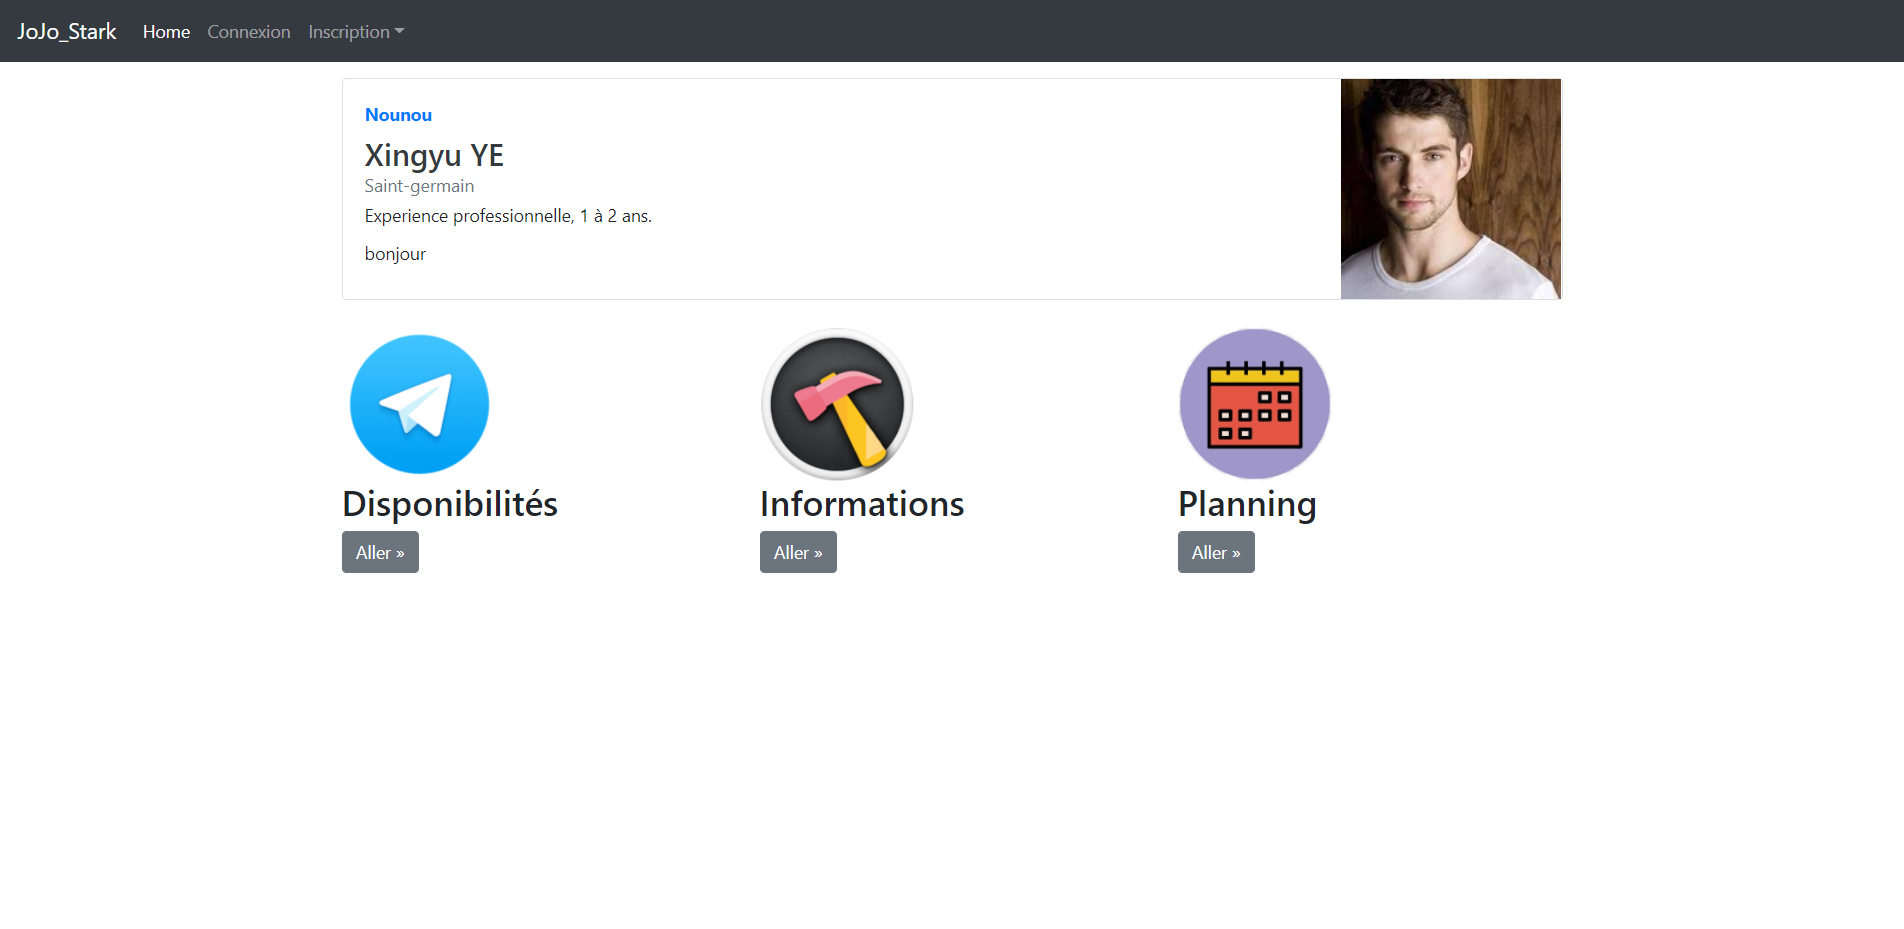 JoJo_Stark Home Connexion Inscription
Nounou
Xingyu YE
Saint-germain
Experience professionnelle, 1 à 2 ans.
bonjour
Disponibilités
Aller »
Informations
Aller »
Planning
Aller »